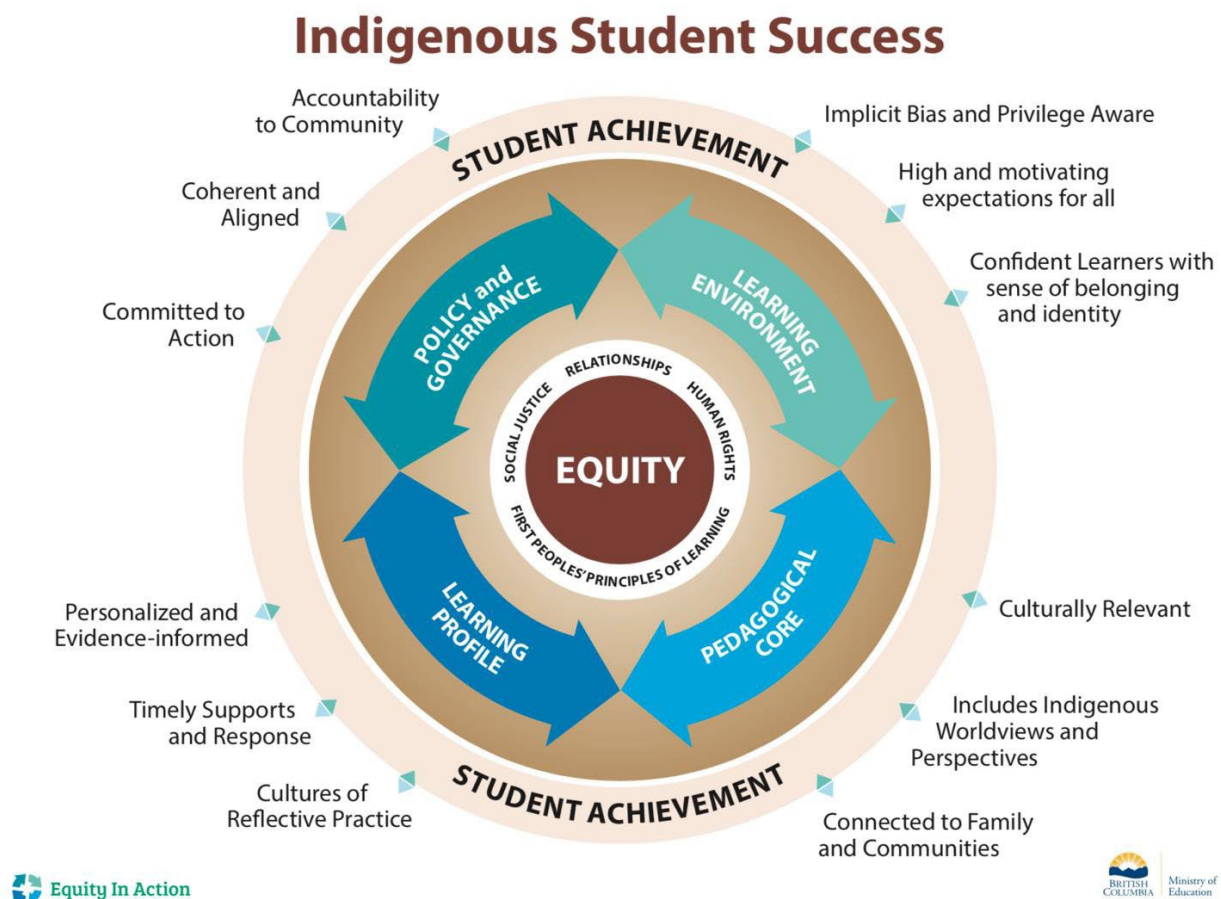 Indigenous Student Success
Accountability
to Community
Coherent and
Aligned
Committed to
Action
Implicit Bias and Privilege Aware
High and motivating
expectations for all
Confident Learners with
sense of belonging
and identity
STUDENT ACHIEVEMENT
POLICY and
GOVERNANCE
LEARNING
ENVIRONMENT
RELATIONSHIPS
SOCIAL JUSTICE
HUMAN RIGHTS
EQUITY
FIRST PEOPLES' PRINCIPLES OF LEARNING
LEARNING
PROFILE
PEDAGOGICAL
CORE
STUDENT ACHIEVEMENT
Personalized and
Evidence-informed
Timely Supports
and Response
Cultures of
Reflective Practice
Culturally Relevant
Includes Indigenous
Worldviews and
Perspectives
Connected to Family
and Communities
Equity In Action
BRITISH
COLUMBIA
Ministry of
Education